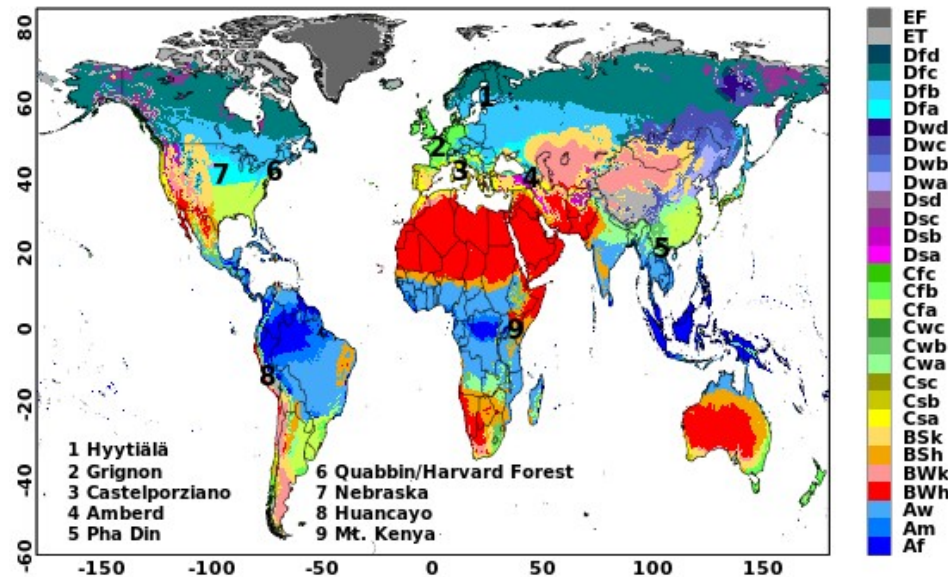 80
60
40
20
0
-20
-40
-60
-150
-100
-50
0
50
100
150
1
2
3
4
5
6
7
8
9
1 Hyytiälä
2 Grignon
3 Castelporziano
4 Amberd
5 Pha Din
6 Quabbin/Harvard Forest
7 Nebraska
8 Huancayo
9 Mt. Kenya
EF
ET
Dfd
Dfc
Dfb
Dfa
Dwd
Dwc
Dwb
Dwa
Dsd
Dsc
Dsb
Dsa
Cfc
Cfb
Cfa
Cwc
Cwb
Cwa
Csc
Csb
Csa
BSk
BSh
BWk
BWh
Aw
Am
Af